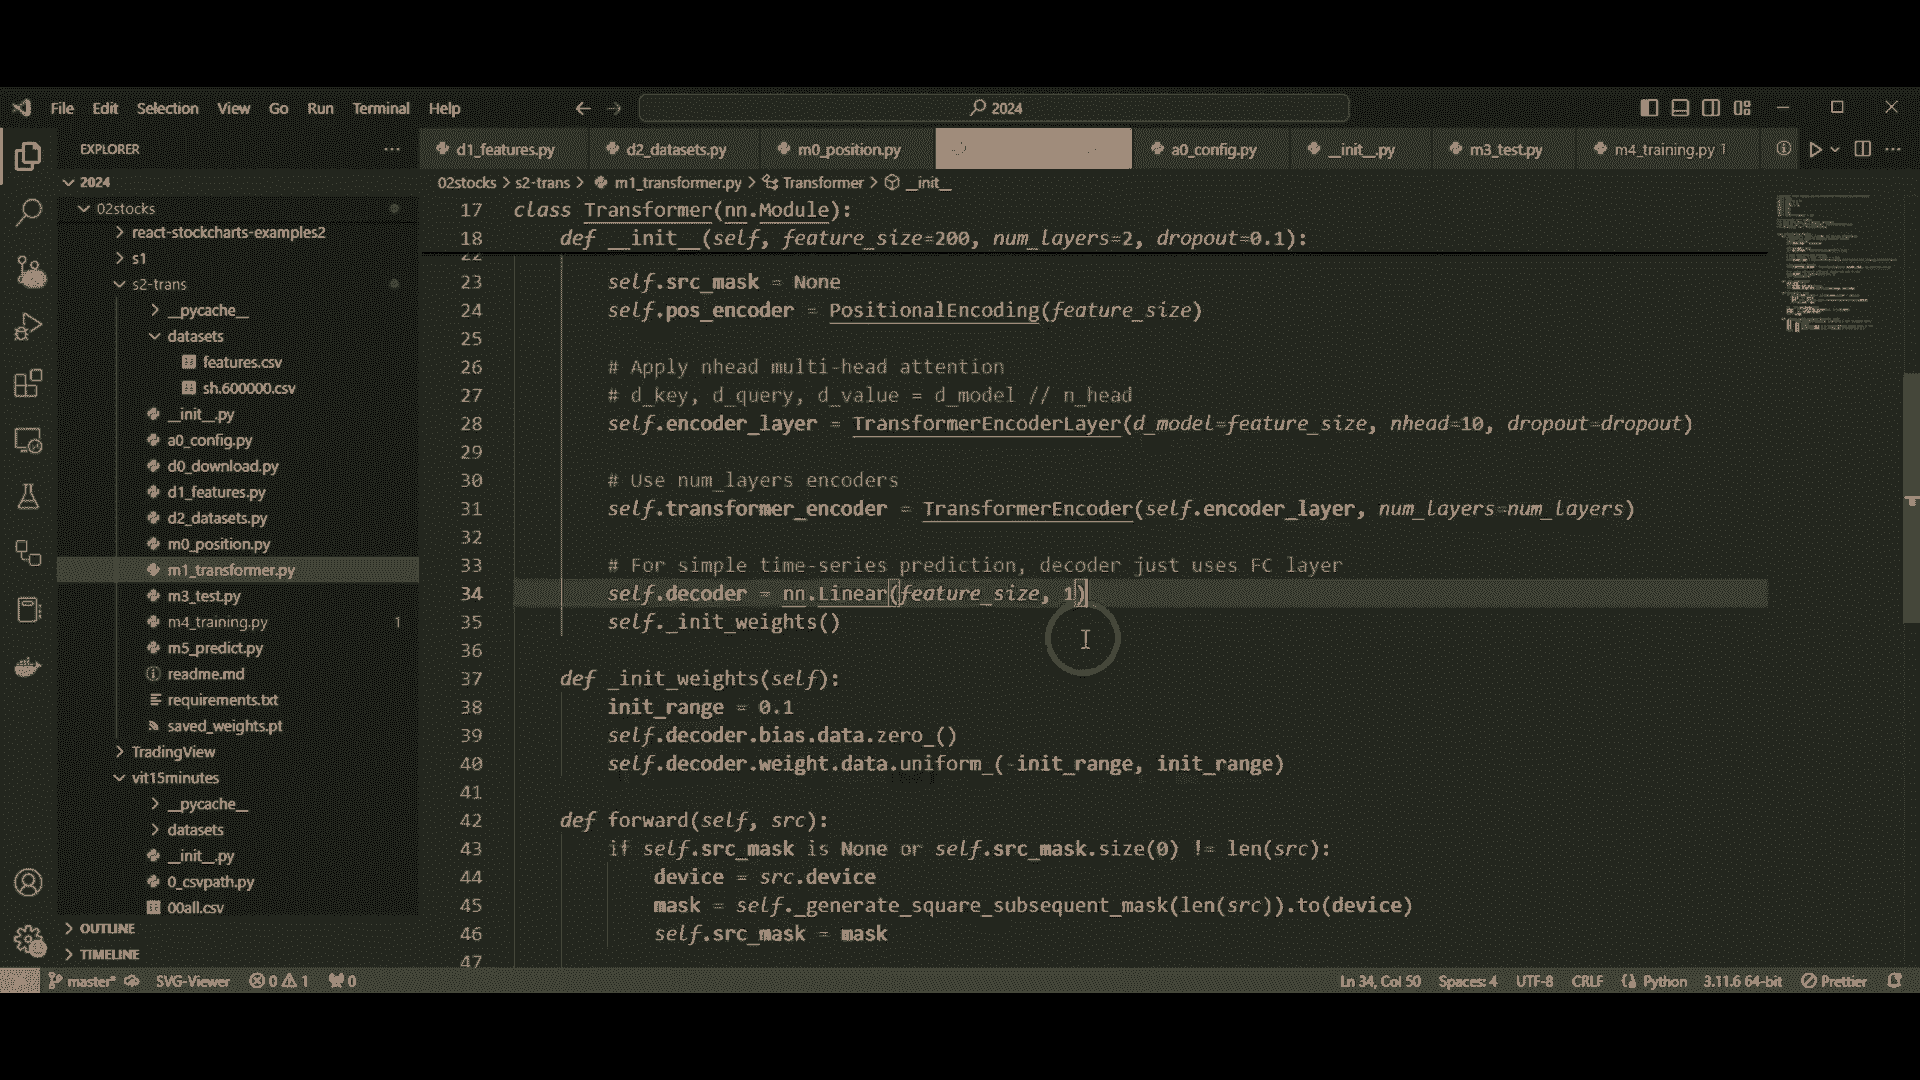 File Edit Selection View Go Run Terminal Help
2024
EXPLORER
d1_features.py
d2_datasets.py
m0_position.py
a0_config.py
__init__.py
m3_test.py
m4_training.py 1
02stocks > s2-trans > m1_transformer.py > Transformer > __init__
2024
02stocks
react-stockcharts-examples2
s1
s2-trans
__pycache__
datasets
features.csv
sh.600000.csv
__init__.py
a0_config.py
d0_download.py
d1_features.py
d2_datasets.py
m0_position.py
m1_transformer.py
m3_test.py
m4_training.py 1
m5_predict.py
readme.md
requirements.txt
saved_weights.pt
TradingView
vit15minutes
__pycache__
datasets
__init__.py
0_csvpath.py
00all.csv
OUTLINE
TIMELINE
17 class Transformer(nn.Module):
18 def __init__(self, feature_size=200, num_layers=2, dropout=0.1):
22
23 self.src_mask = None
24 self.pos_encoder = PositionalEncoding(feature_size)
25
26 # Apply nhead multi-head attention
27 # d_key, d_query, d_value = d_model // n_head
28 self.encoder_layer = TransformerEncoderLayer(d_model=feature_size, nhead=10, dropout=dropout)
29
30 # Use num_layers encoders
31 self.transformer_encoder = TransformerEncoder(self.encoder_layer, num_layers=num_layers)
32
33 # For simple time-series prediction, decoder just uses FC layer
34 self.decoder = nn.Linear(feature_size, 1)
35 self._init_weights()
36
37 def _init_weights(self):
38 init_range = 0.1
39 self.decoder.bias.data.zero_()
40 self.decoder.weight.data.uniform_(-init_range, init_range)
41
42 def forward(self, src):
43 if self.src_mask is None or self.src_mask.size(0) != len(src):
44 device = src.device
45 mask = self._generate_square_subsequent_mask(len(src)).to(device)
46 self.src_mask = mask
47
master* SVG-Viewer 0 1 0
Ln 34, Col 50 Spaces: 4 UTF-8 CRLF Python 3.11.6 64-bit Prettier